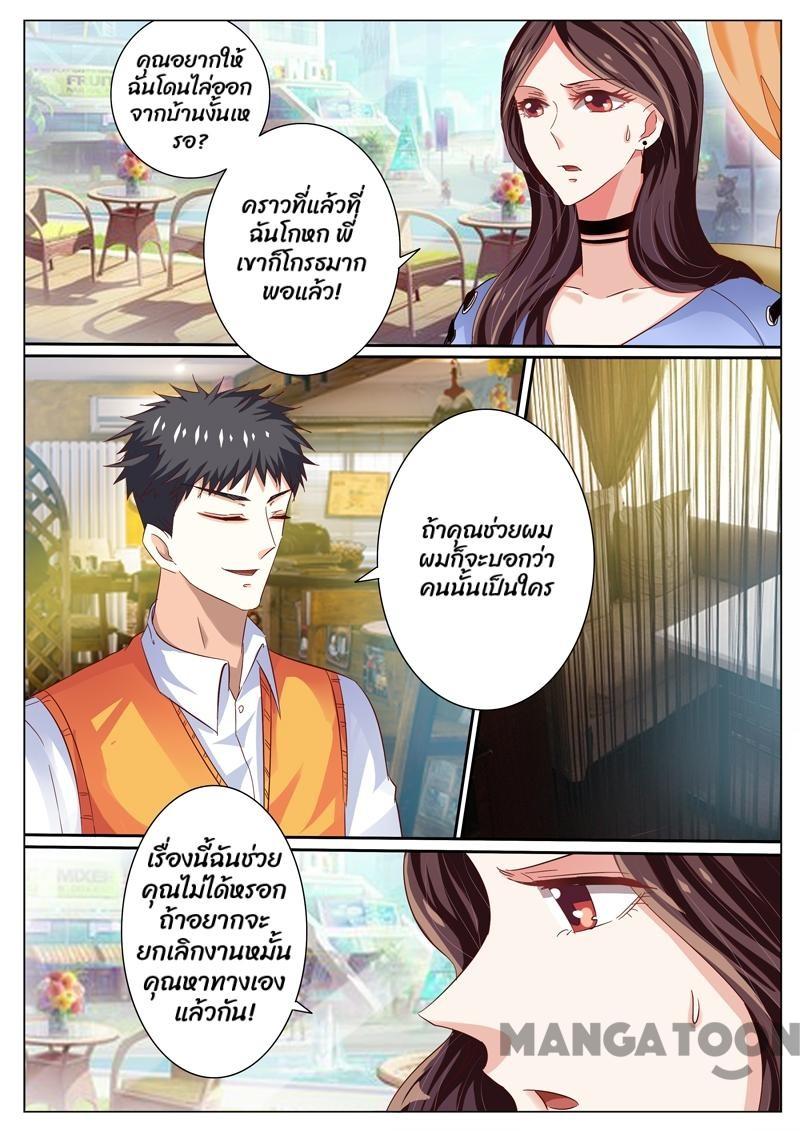 คุณอยากให้
ฉันโดนไล่ออก
จากบ้านงั้นเห
รอ?
คราวที่แล้วที่
ฉันโกหก พี่
เขาก็โกรธมาก
พอแล้ว!
ถ้าคุณช่วยผม
ผมก็จะบอกว่า
คนนั้นเป็นใคร
เรื่องนี้ฉันช่วย
คุณไม่ได้หรอก
ถ้าอยากจะ
ยกเลิกงานหมั้น
คุณหาทางเอง
แล้วกัน!
FRUIT
MIXER
MANGATOON